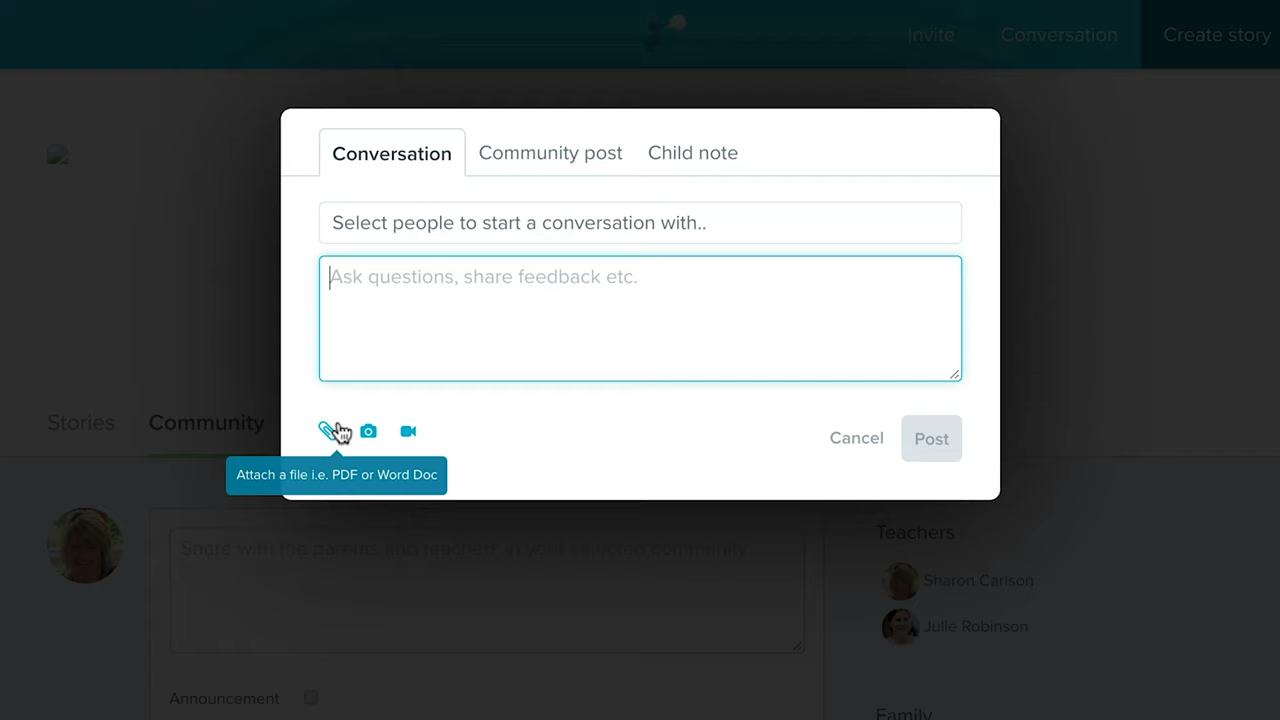 Invite Conversation Create story
Conversation Community post Child note
Select people to start a conversation with..
Ask questions, share feedback etc.
Stories Community
Cancel Post
Attach a file i.e. PDF or Word Doc
Share with the parents and teachers in your selected community
Teachers
Sharon Carlson
Julie Robinson
Announcement
Family